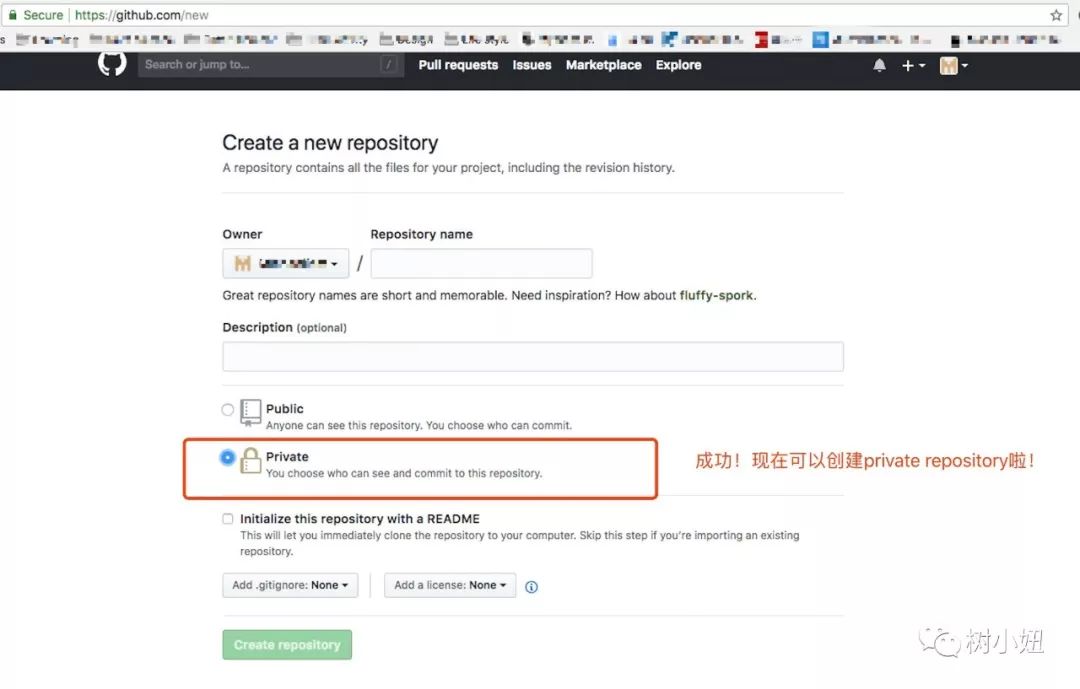 Secure | https://github.com/new
Search or jump to... /
Pull requests Issues Marketplace Explore
Create a new repository
A repository contains all the files for your project, including the revision history.
Owner Repository name
/
Great repository names are short and memorable. Need inspiration? How about fluffy-spork.
Description (optional)
Public
Anyone can see this repository. You choose who can commit.
Private
You choose who can see and commit to this repository.
成功！现在可以创建private repository啦！
Initialize this repository with a README
This will let you immediately clone the repository to your computer. Skip this step if you're importing an existing
repository.
Add .gitignore: None Add a license: None
Create repository
树小妞